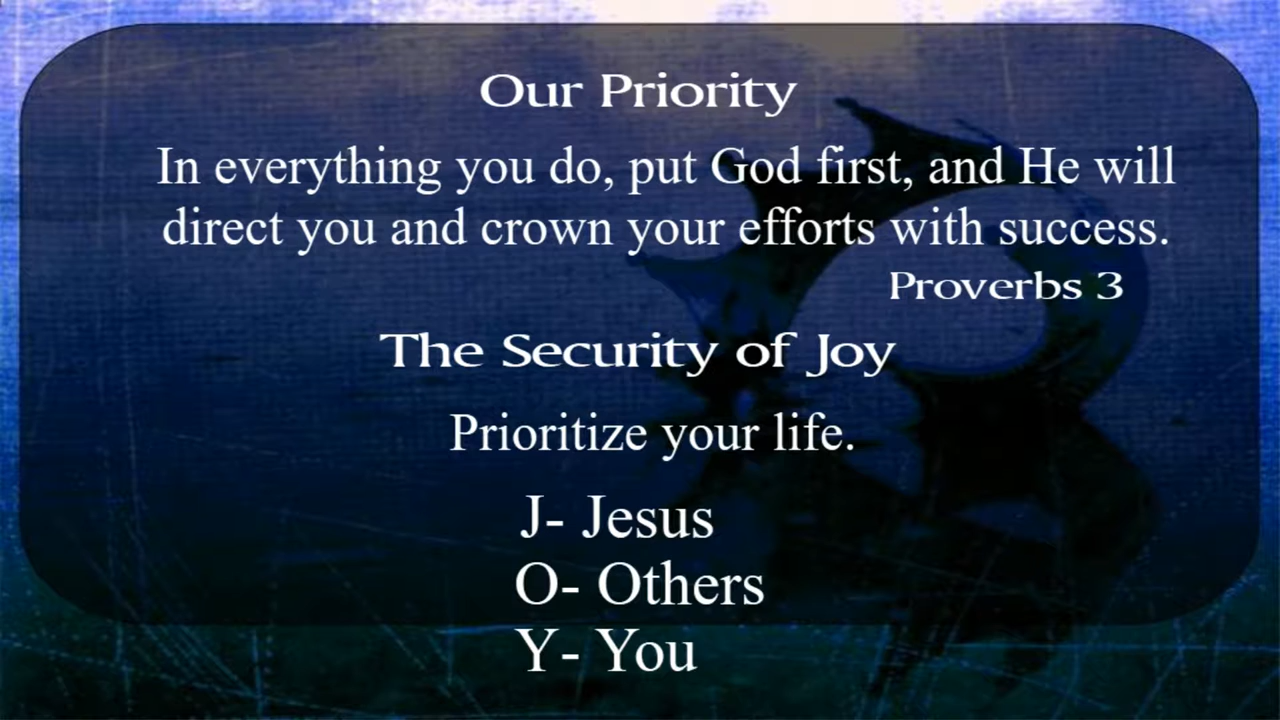 Our Priority
In everything you do, put God first, and He will
direct you and crown your efforts with success.
Proverbs 3
The Security of Joy
Prioritize your life.
J- Jesus
O- Others
Y- You